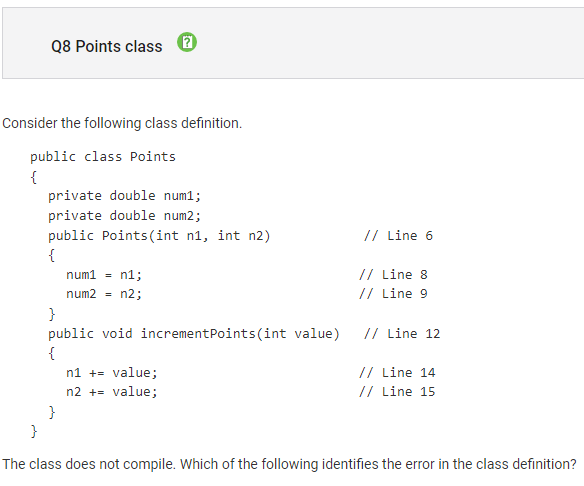 Q8 Points class ?
Consider the following class definition.
public class Points
{
private double num1;
private double num2;
public Points(int n1, int n2) // Line 6
{
num1 = n1; // Line 8
num2 = n2; // Line 9
}
public void incrementPoints(int value) // Line 12
{
n1 += value; // Line 14
n2 += value; // Line 15
}
}
The class does not compile. Which of the following identifies the error in the class definition?